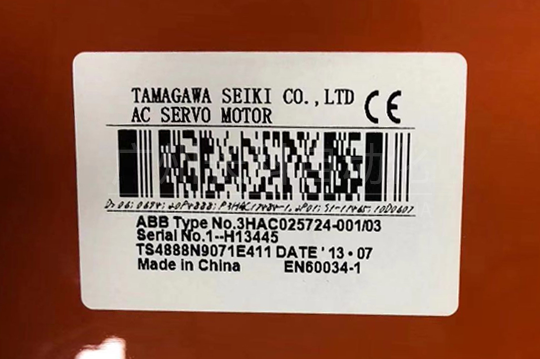 TAMAGAWA SEIKI CO.,LTD
AC SERVO MOTOR
CE
ABB Type No.3HAC025724-001/03
Serial No.1--H13445
TS4888N9071E411 DATE '13・07
Made in China EN60034-1